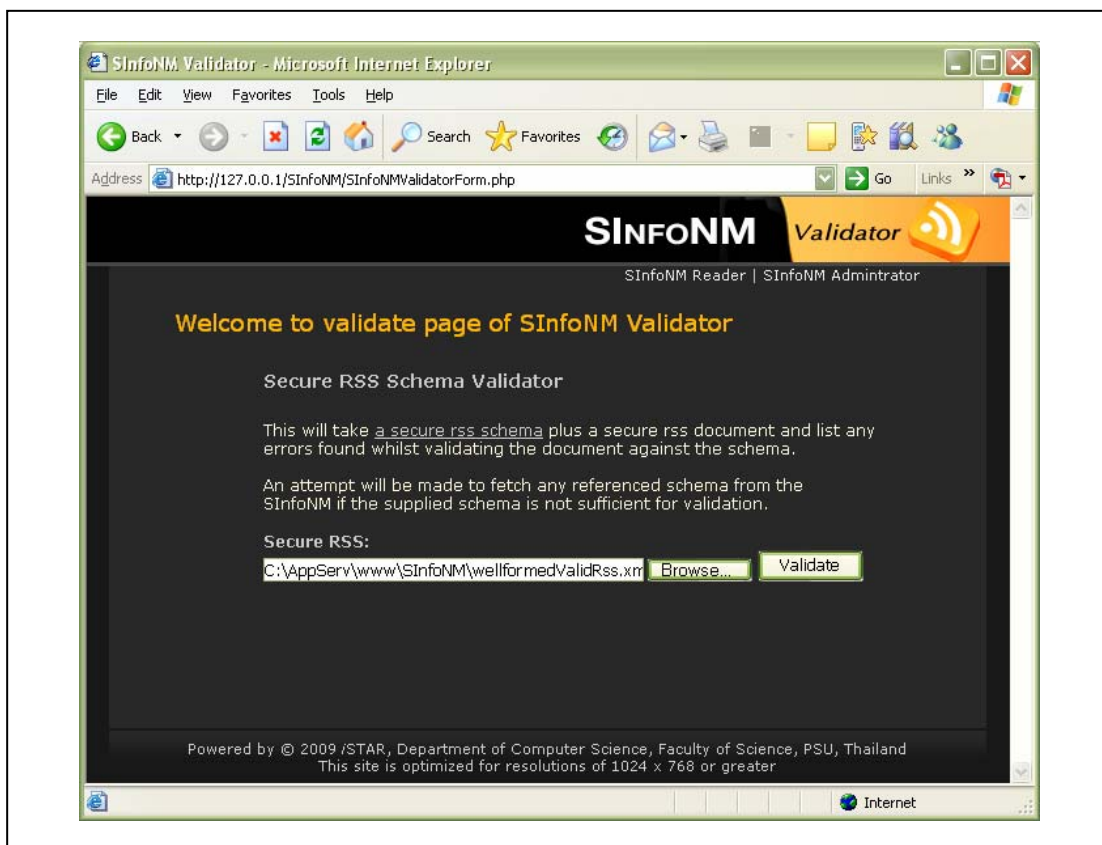 SInfoNM Validator - Microsoft Internet Explorer
File Edit View Favorites Tools Help
Back Search Favorites
Address http://127.0.0.1/SInfoNM/SInfoNMValidatorForm.php Go Links »
SINFONM Validator
SInfoNM Reader | SInfoNM Admintrator
Welcome to validate page of SInfoNM Validator
Secure RSS Schema Validator
This will take a secure rss schema plus a secure rss document and list any
errors found whilst validating the document against the schema.
An attempt will be made to fetch any referenced schema from the
SInfoNM if the supplied schema is not sufficient for validation.
Secure RSS:
C:\AppServ\www\SInfoNM\wellformedValidRss.xm Browse... Validate
Powered by © 2009 iSTAR, Department of Computer Science, Faculty of Science, PSU, Thailand
This site is optimized for resolutions of 1024 x 768 or greater
Internet